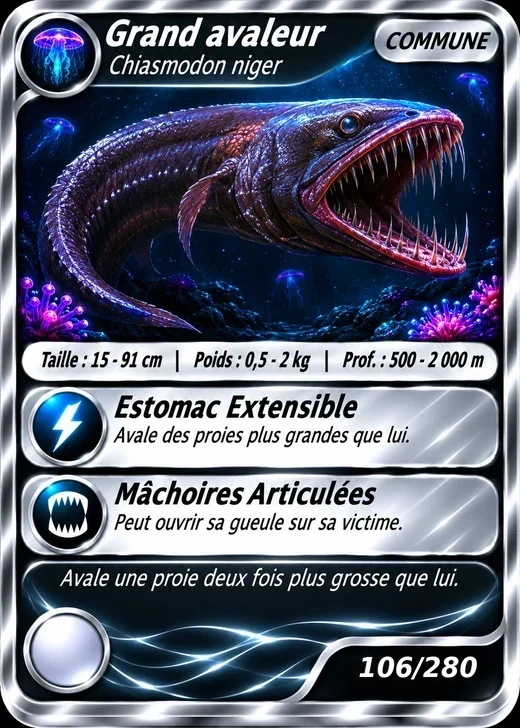 Grand avaleur
COMMUNE
Chiasmodon niger
Taille : 15 - 91 cm | Poids : 0,5 - 2 kg | Prof. : 500 - 2 000 m
Estomac Extensible
Avale des proies plus grandes que lui.
Mâchoires Articulées
Peut ouvrir sa gueule sur sa victime.
Avale une proie deux fois plus grosse que lui.
106/280